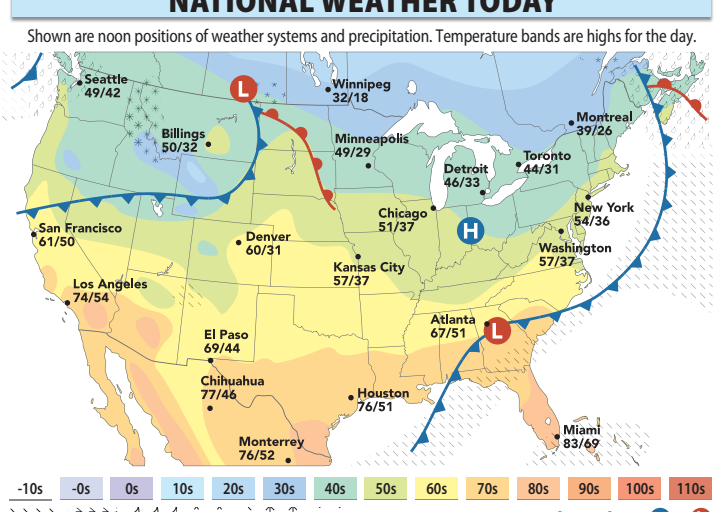 NATIONAL WEATHER TODAY
Shown are noon positions of weather systems and precipitation. Temperature bands are highs for the day.
Seattle
49/42
L
Winnipeg
32/18
Billings
50/32
Minneapolis
49/29
Montreal
39/26
Toronto
44/31
Detroit
46/33
Chicago
51/37
New York
54/36
H
San Francisco
61/50
Denver
60/31
Kansas City
57/37
Washington
57/37
Los Angeles
74/54
Atlanta
67/51
L
El Paso
69/44
Chihuahua
77/46
Houston
76/51
Monterrey
76/52
Miami
83/69
-10s -0s 0s 10s 20s 30s 40s 50s 60s 70s 80s 90s 100s 110s